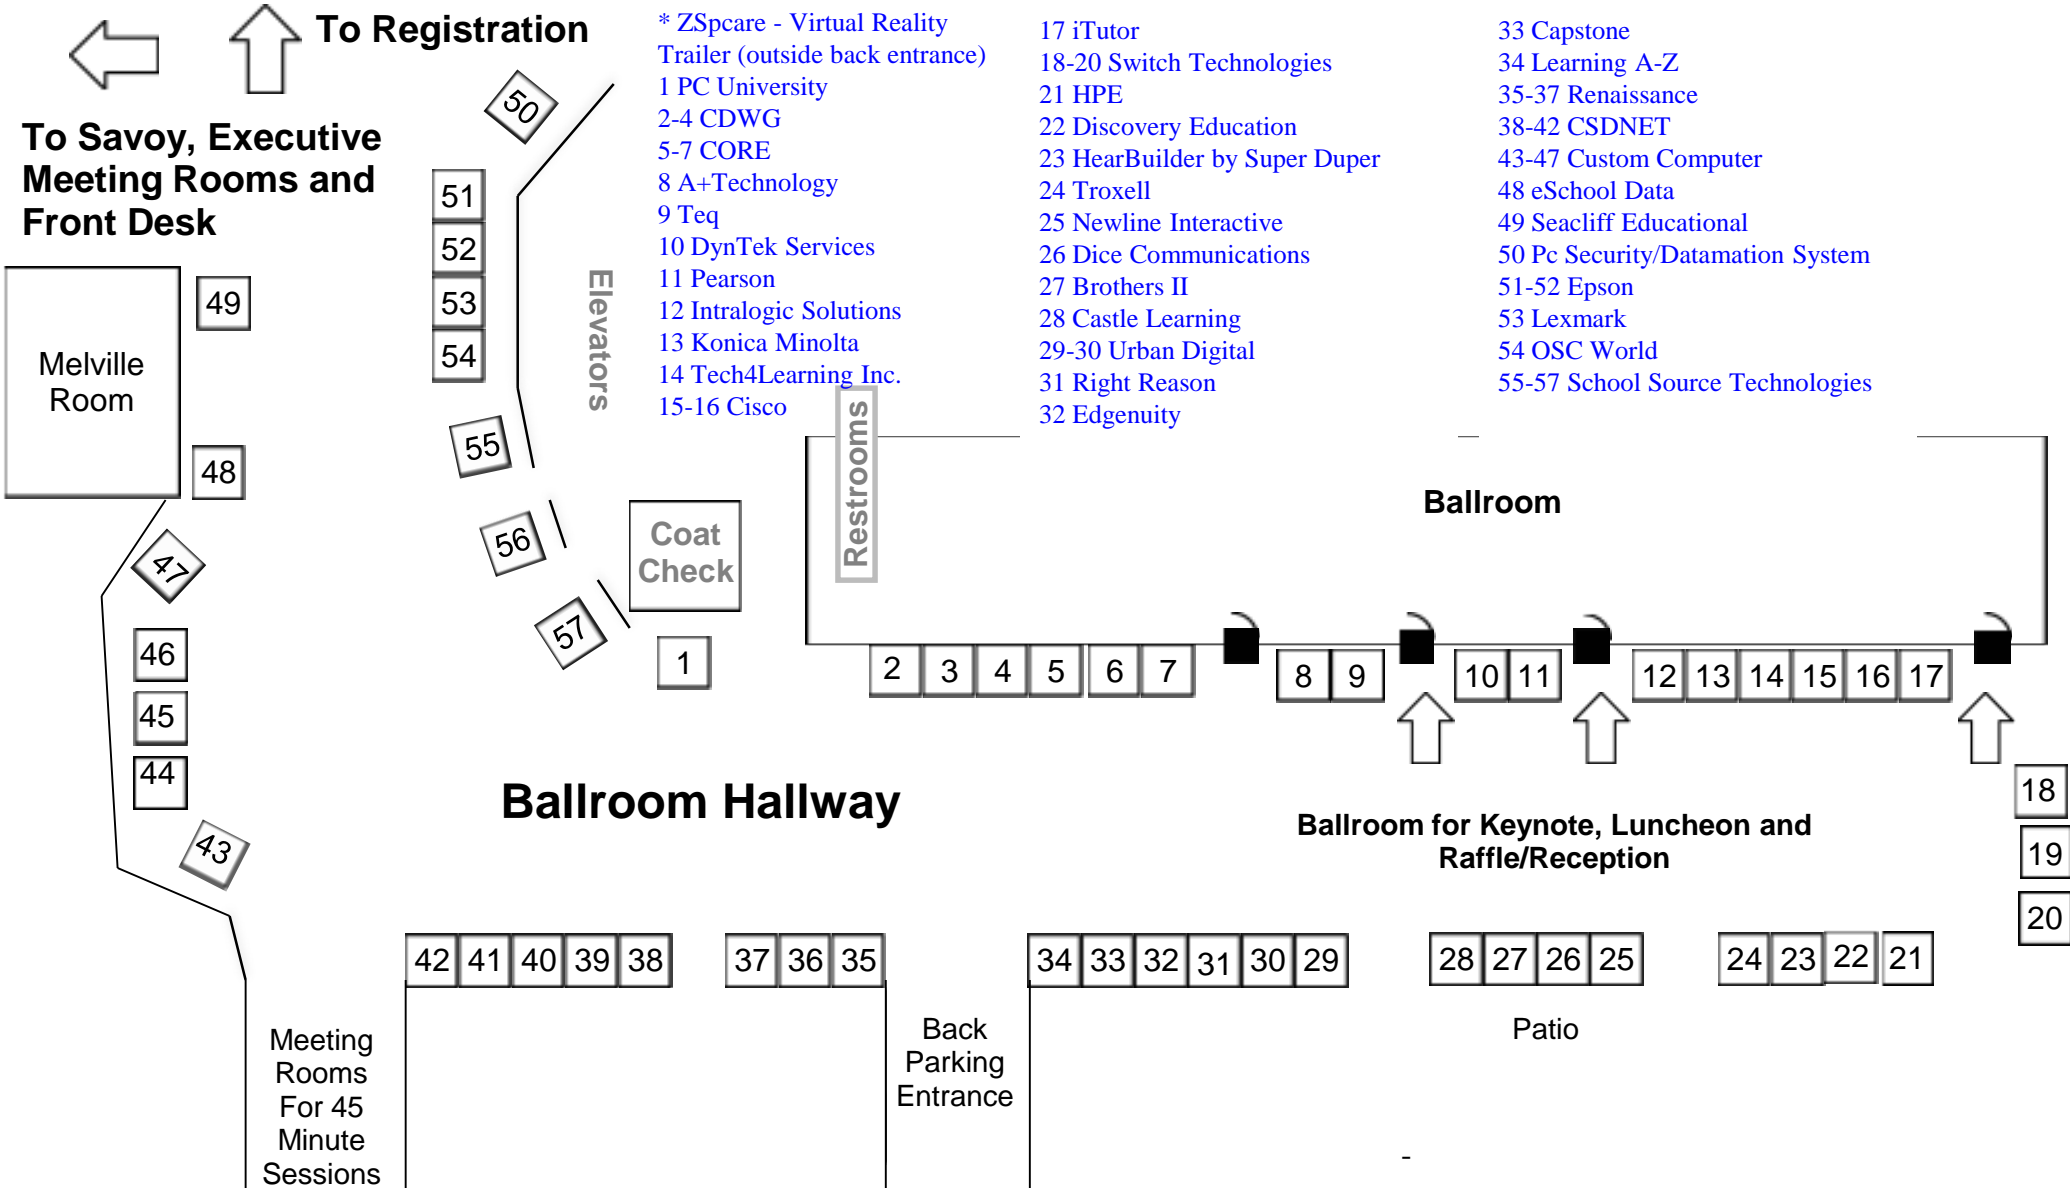 To Registration
To Savoy, Executive
Meeting Rooms and
Front Desk
* ZSpcare - Virtual Reality
Trailer (outside back entrance)
1 PC University
2-4 CDWG
5-7 CORE
8 A+Technology
9 Teq
10 DynTek Services
11 Pearson
12 Intralogic Solutions
13 Konica Minolta
14 Tech4Learning Inc.
15-16 Cisco
17 iTutor
18-20 Switch Technologies
21 HPE
22 Discovery Education
23 HearBuilder by Super Duper
24 Troxell
25 Newline Interactive
26 Dice Communications
27 Brothers II
28 Castle Learning
29-30 Urban Digital
31 Right Reason
32 Edgenuity
33 Capstone
34 Learning A-Z
35-37 Renaissance
38-42 CSDNET
43-47 Custom Computer
48 eSchool Data
49 Seacliff Educational
50 Pc Security/Datamation System
51-52 Epson
53 Lexmark
54 OSC World
55-57 School Source Technologies
50
51
52
53
54
55
56
57
Elevators
49
Melville
Room
48
47
46
45
44
43
Coat
Check
1
Restrooms
Ballroom
2 3 4 5 6 7 8 9 10 11 12 13 14 15 16 17
18
19
20
Ballroom Hallway
Ballroom for Keynote, Luncheon and
Raffle/Reception
42 41 40 39 38 37 36 35 34 33 32 31 30 29 28 27 26 25 24 23 22 21
Meeting
Rooms
For 45
Minute
Sessions
Back
Parking
Entrance
Patio
-